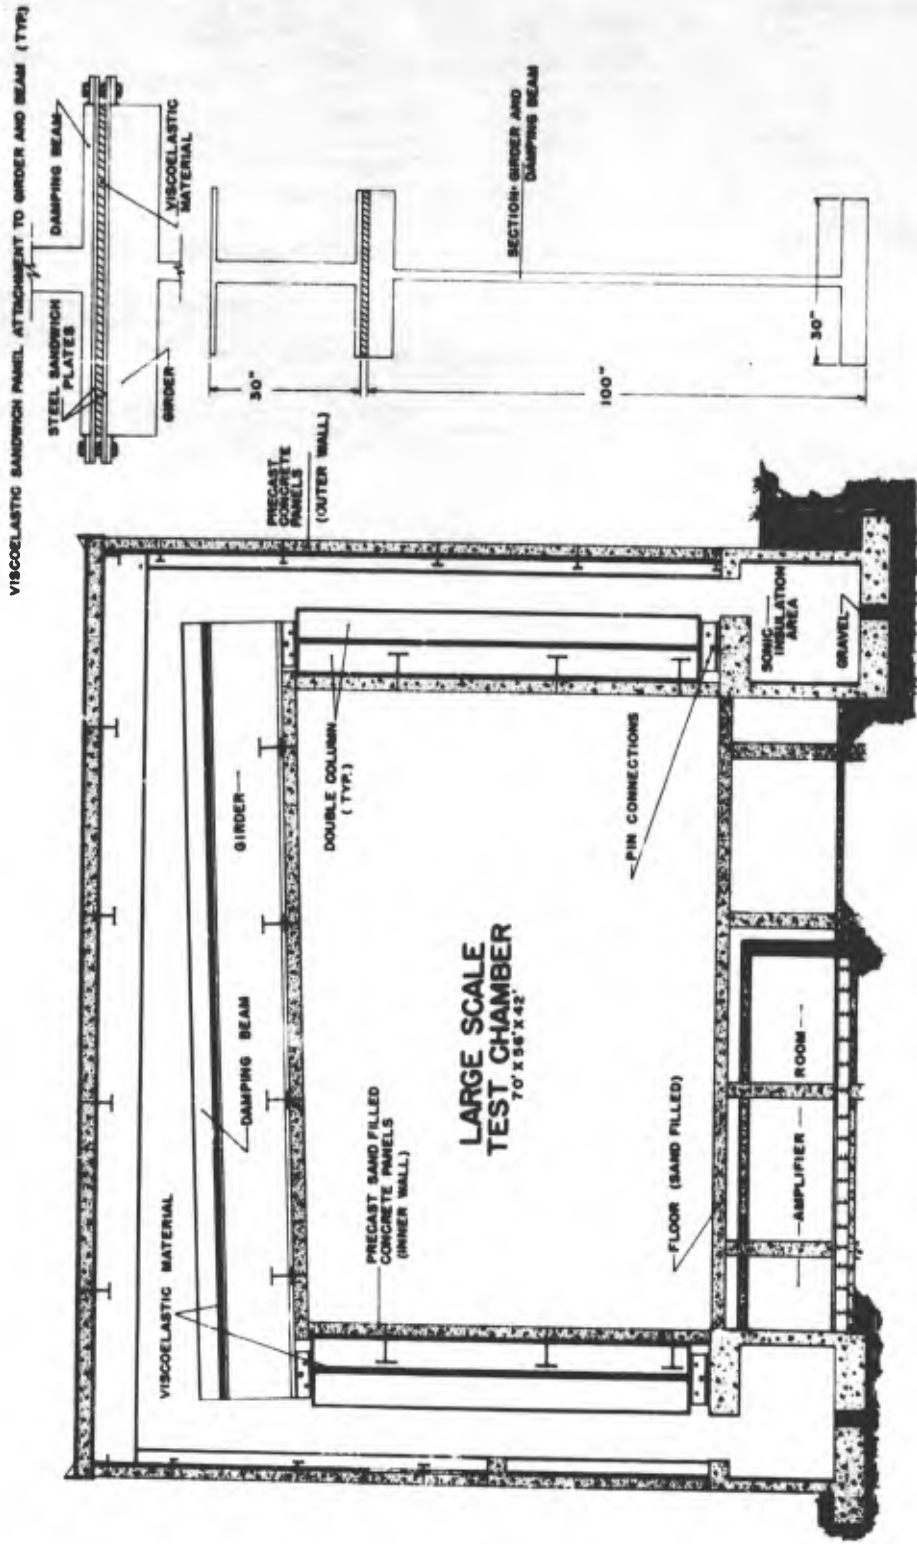 VISCOELASTIC SANDWICH PANEL ATTACHMENT TO GIRDER AND BEAM (TYP.)
STEEL SANDWICH
PLATES
DAMPING BEAM
GIRDER
VISCOELASTIC
MATERIAL
30"
100"
SECTION: GIRDER AND
DAMPING BEAM
30"
PRECAST
CONCRETE
PANELS
(OUTER WALL)
VISCOELASTIC MATERIAL
DAMPING BEAM
GIRDER
DOUBLE COLUMN
(TYP.)
PRECAST SAND FILLED
CONCRETE PANELS
(INNER WALL)
LARGE SCALE
TEST CHAMBER
70' X 56' X 42'
FLOOR (SAND FILLED)
PIN CONNECTIONS
AMPLIFIER
ROOM
SONIC
INSULATION
AREA
GRAVEL